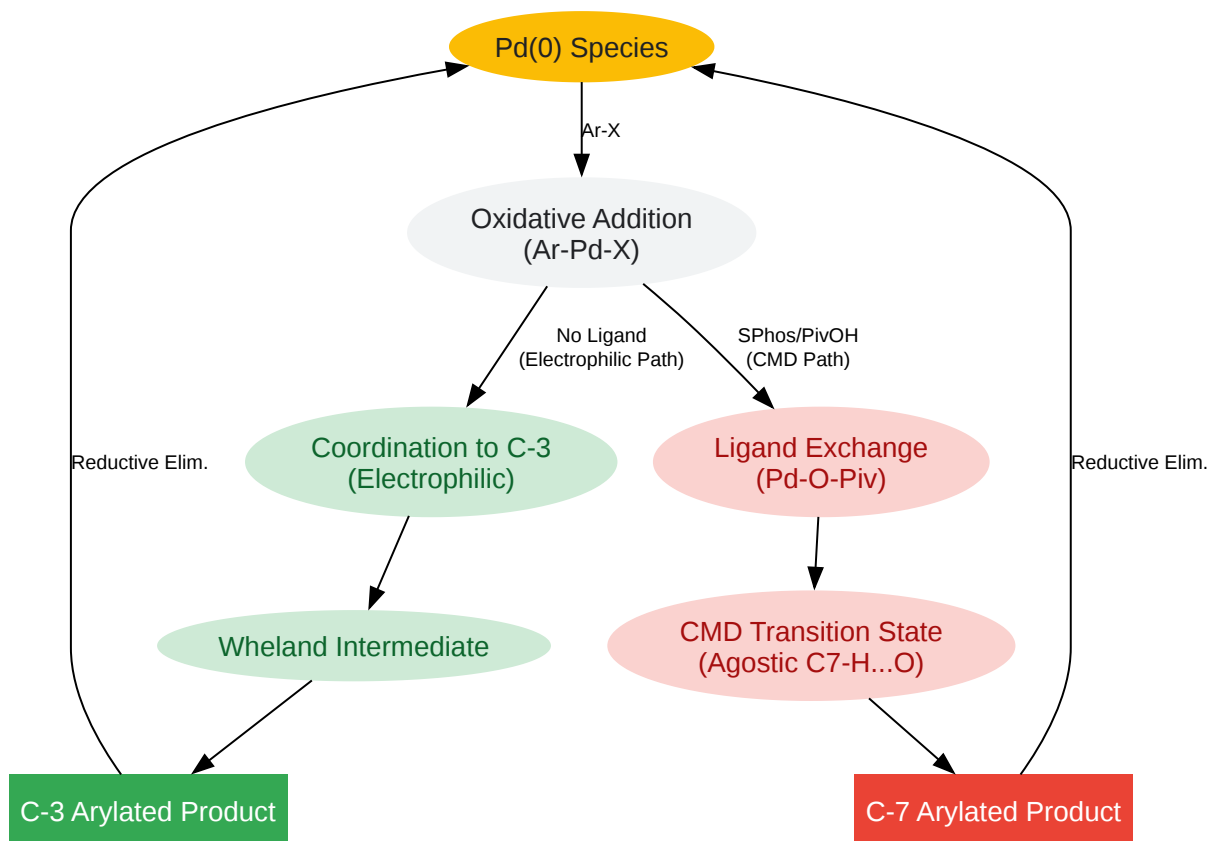 Pd(0) Species
Ar-X
Oxidative Addition
(Ar-Pd-X)
No Ligand
(Electrophilic Path)
SPhos/PivOH
(CMD Path)
Coordination to C-3
(Electrophilic)
Ligand Exchange
(Pd-O-Piv)
Reductive Elim.
Reductive Elim.
Wheland Intermediate
CMD Transition State
(Agostic C7-H...O)
C-3 Arylated Product
C-7 Arylated Product